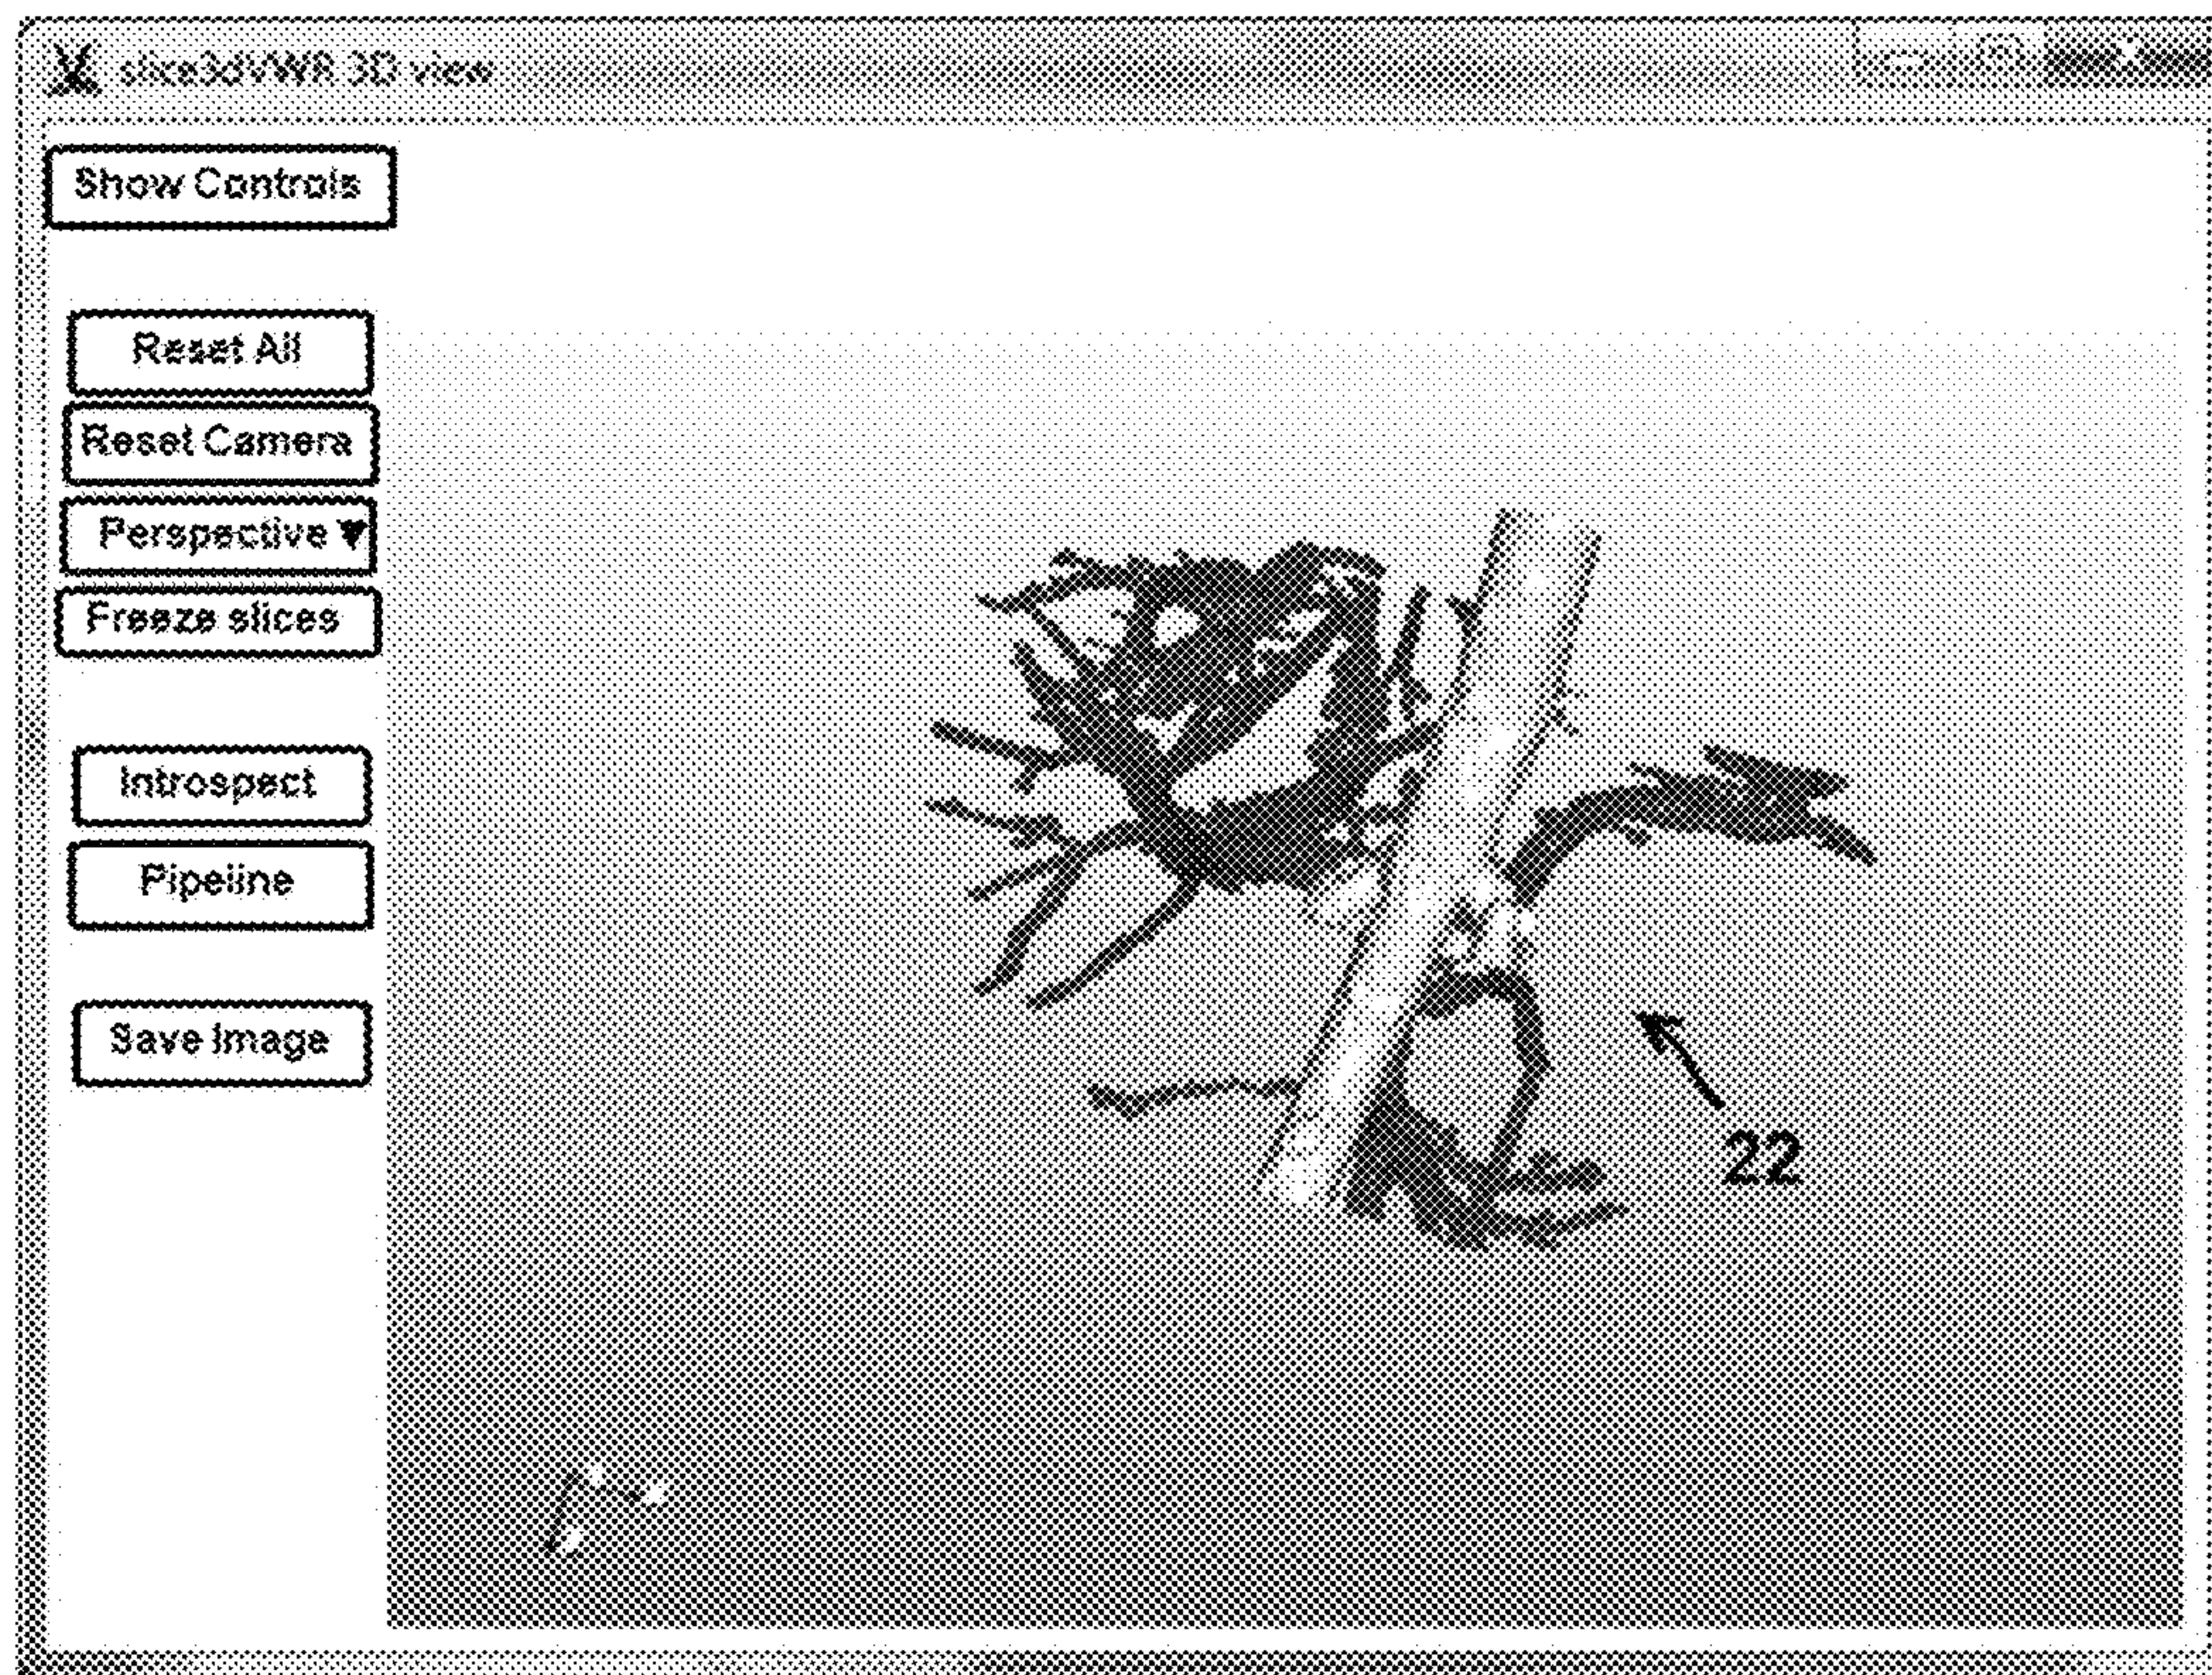 slice3dVWR 3D view
Show Controls
Reset All
Reset Camera
Perspective
Freeze slices
Introspect
Pipeline
Save Image
22